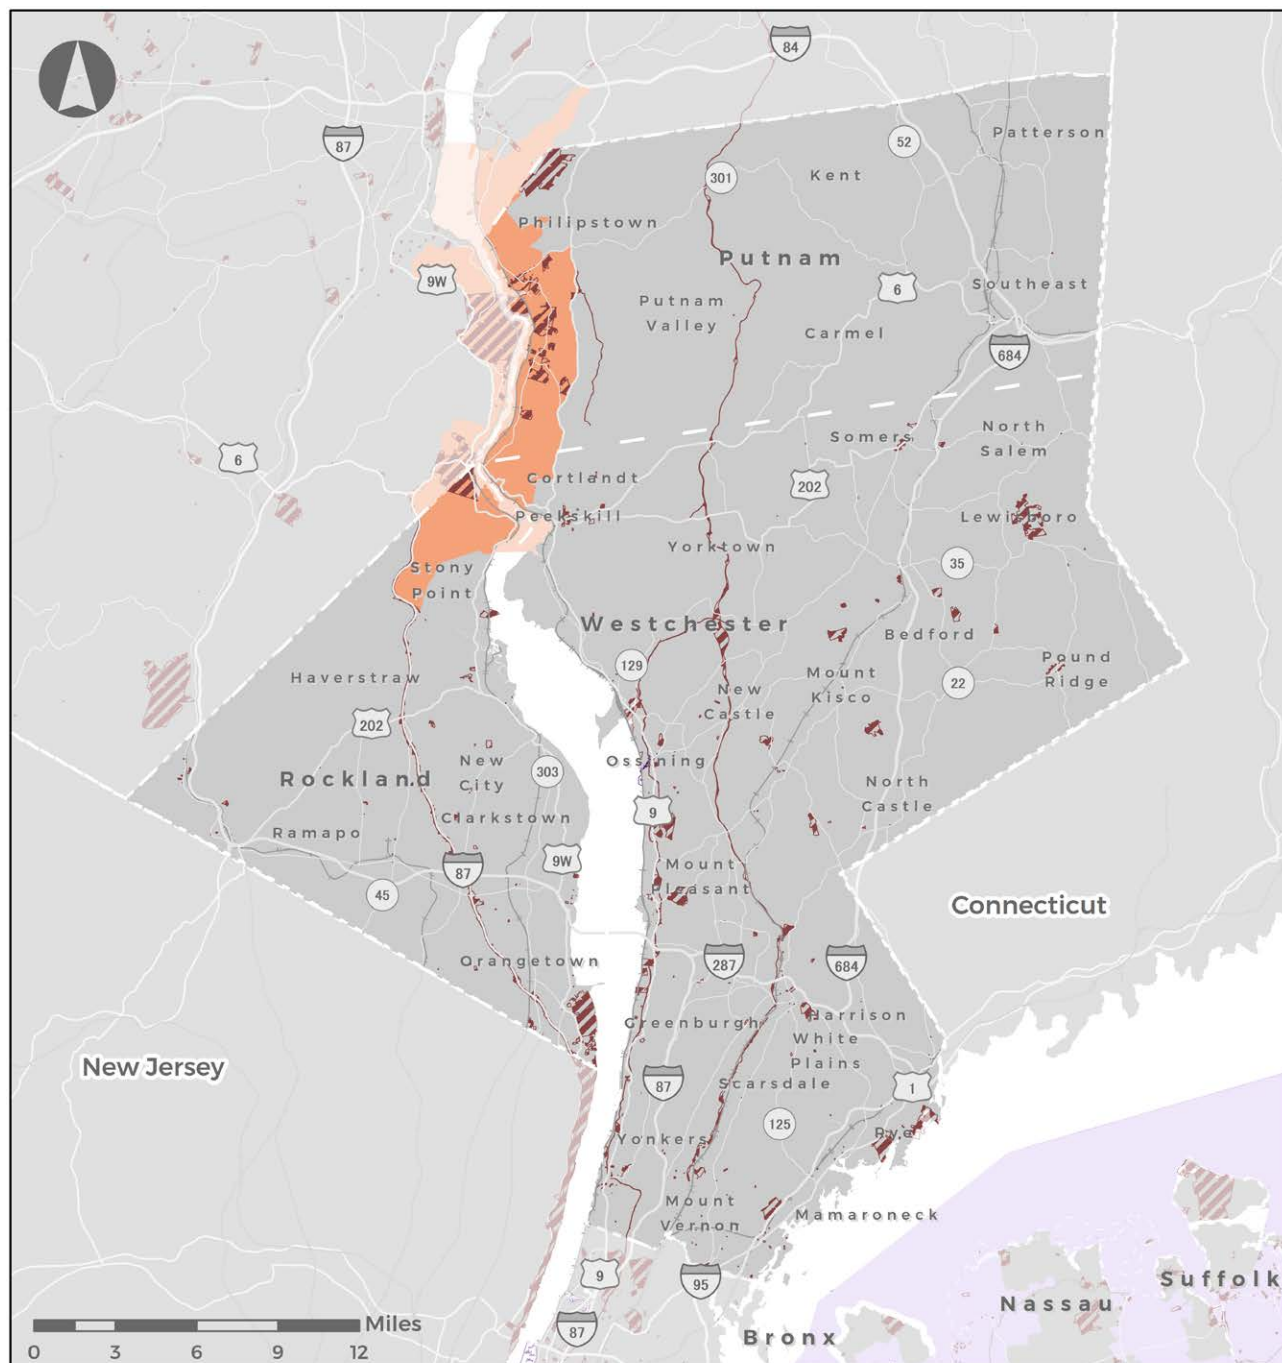 84
Patterson
87
52
301
Kent
Philipstown
Putnam
9W
6
Southeast
Putnam
Valley
Carmel
684
6
Somers
North
Salem
Cortlandt
202
Peekskill
Lewisboro
Yorktown
Stony
Point
35
Westchester
Bedford
129
Pound
Ridge
Haverstraw
Mount
Kisco
22
New
Castle
202
Ossining
Rockland
New
City
303
North
Castle
9
Clarkstown
Ramapo
9W
Mount
Pleasant
87
45
Connecticut
Orangetown
287
684
Greenburgh
Harrison
White
Plains
New Jersey
87
Scarsdale
1
125
Yonkers
Rye
Mount
Vernon
Mamaroneck
9
95
Suffolk
Nassau
87
Bronx
Miles
0 3 6 9 12